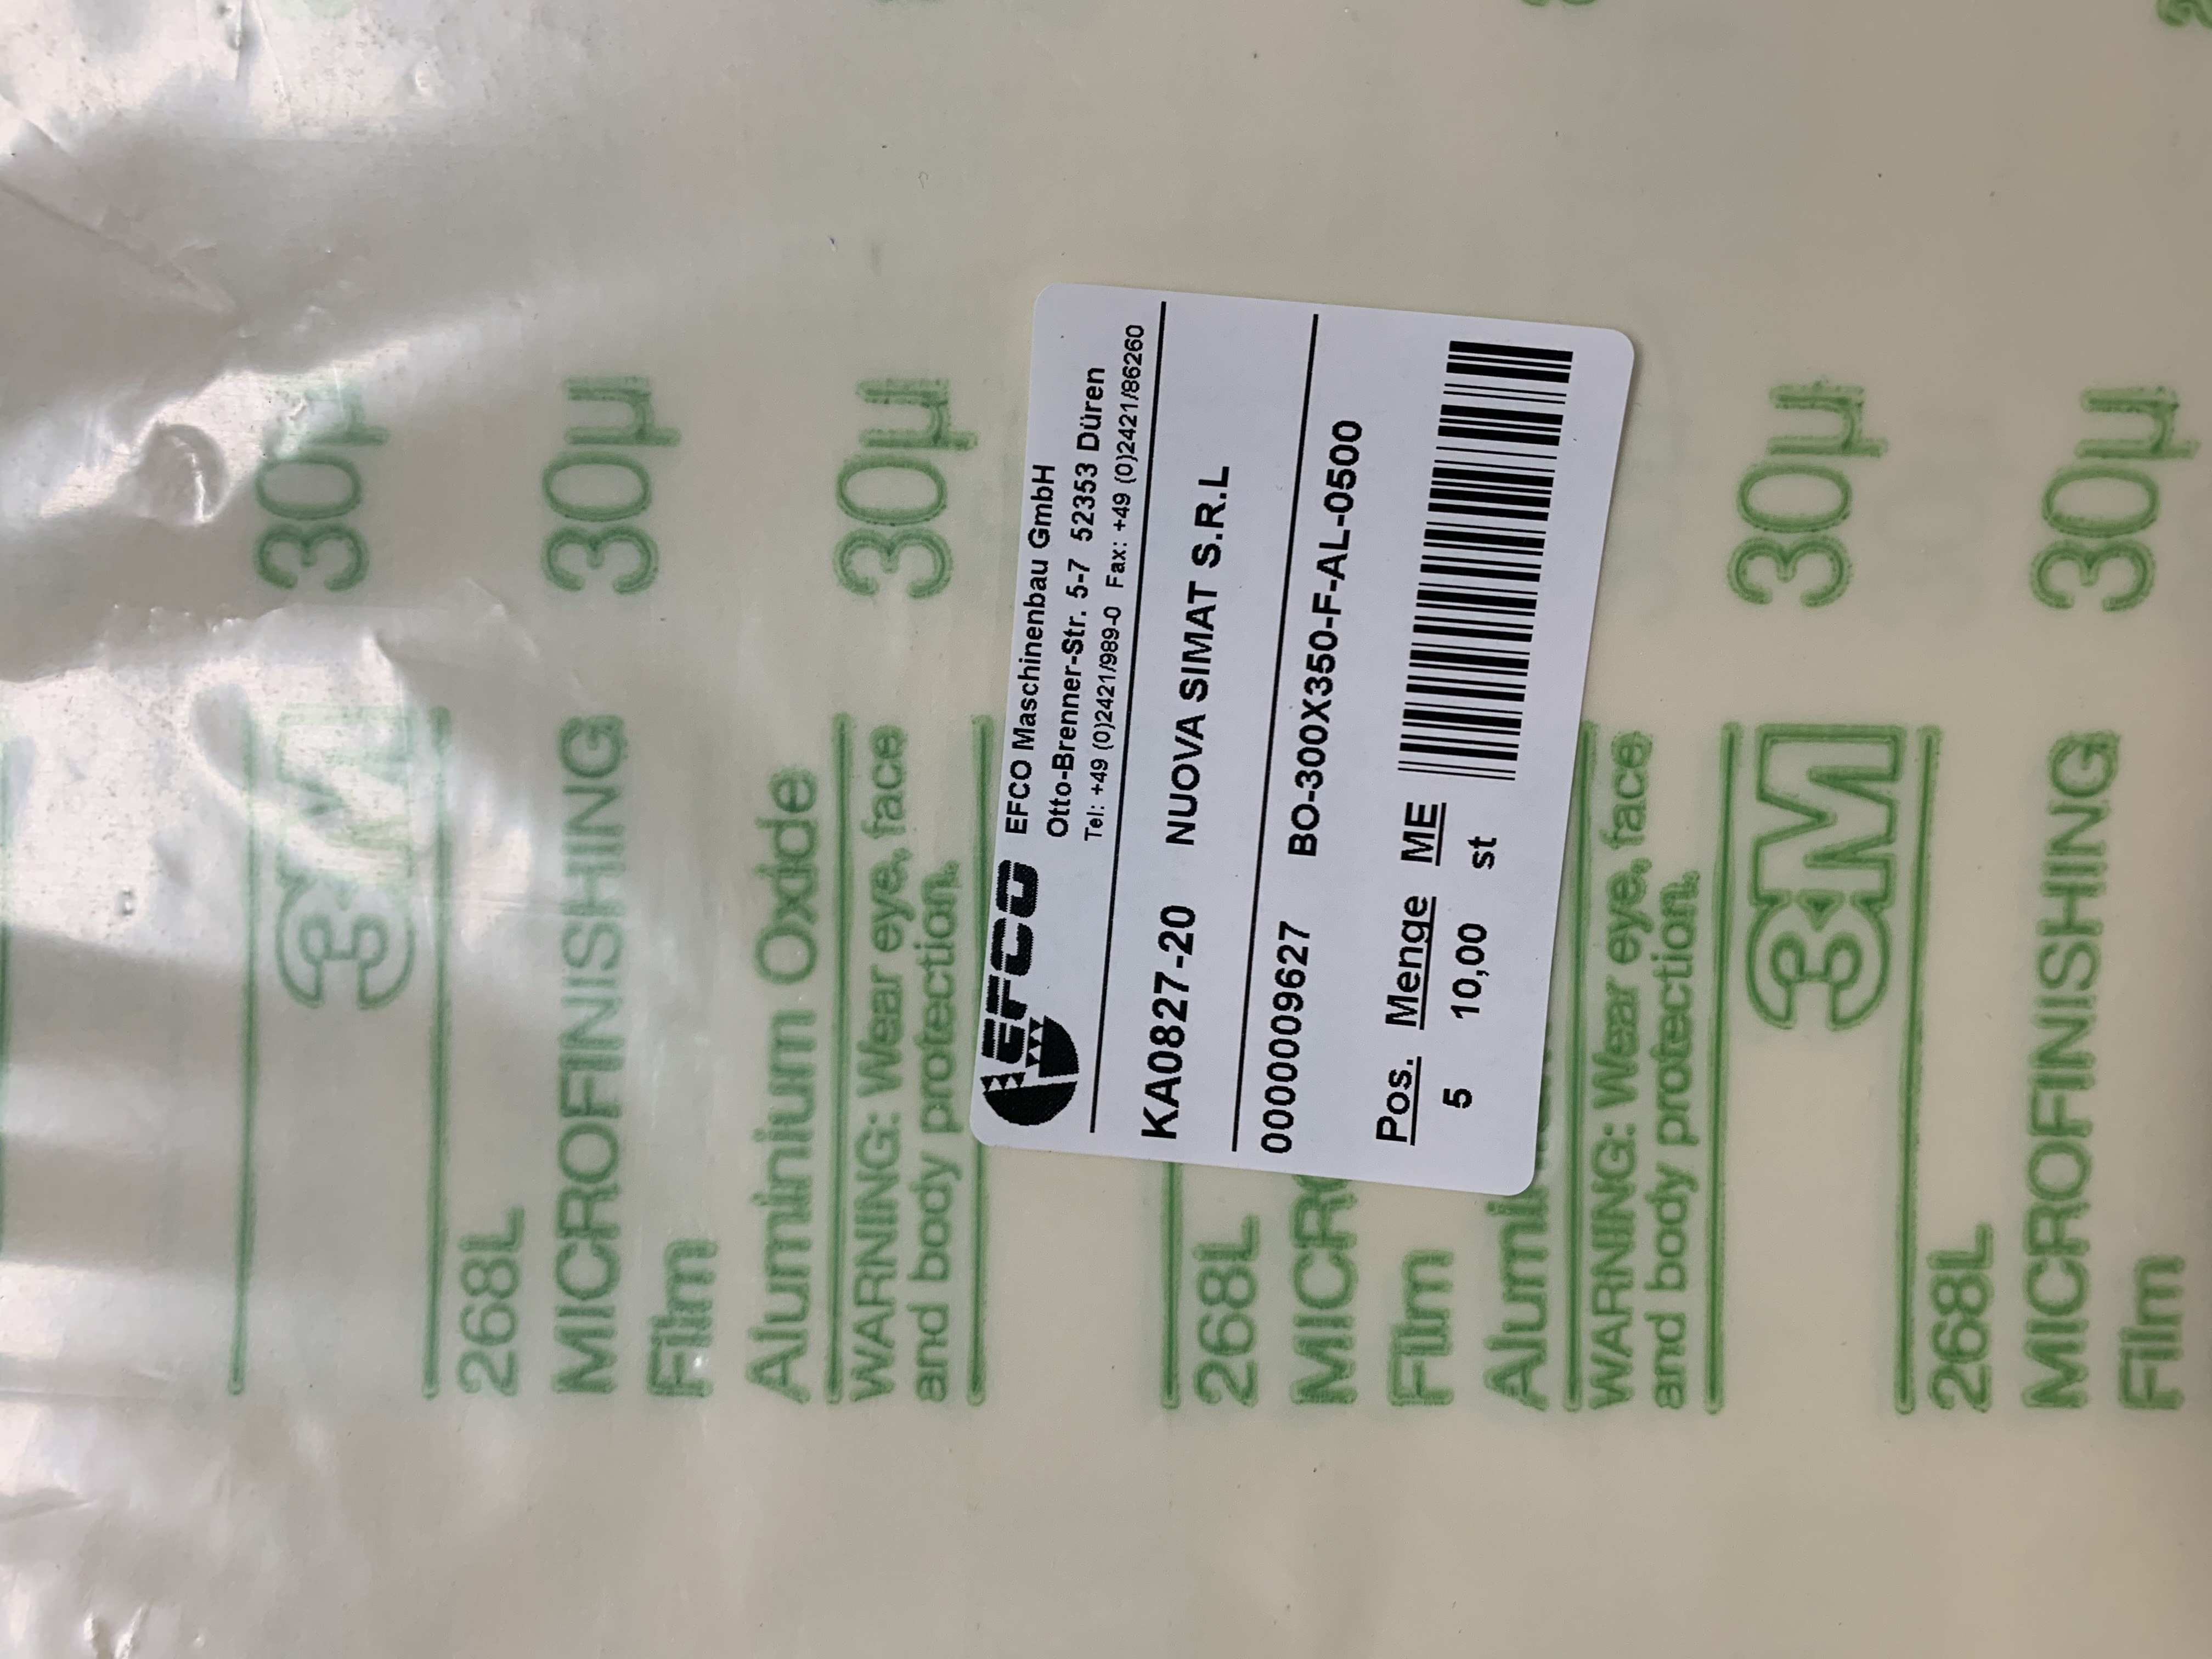 3M
268L
MICROFINISHING 30µ
Film
Aluminium Oxide
WARNING: Wear eye, face
and body protection.
30µ
30µ
EFCO
EFCO Maschinenbau GmbH
Otto-Brenner-Str. 5-7 52353 Düren
Tel: +49 (0)2421/989-0 Fax: +49 (0)2421/86260
KA0827-20 NUOVA SIMAT S.R.L
0000009627 BO-300X350-F-AL-0500
Pos. Menge ME
5 10,00 st
268L
MICR
Film
Alumi
WARNING: Wear eye, face
and body protection.
30µ
3M
268L
MICROFINISHING 30µ
Film